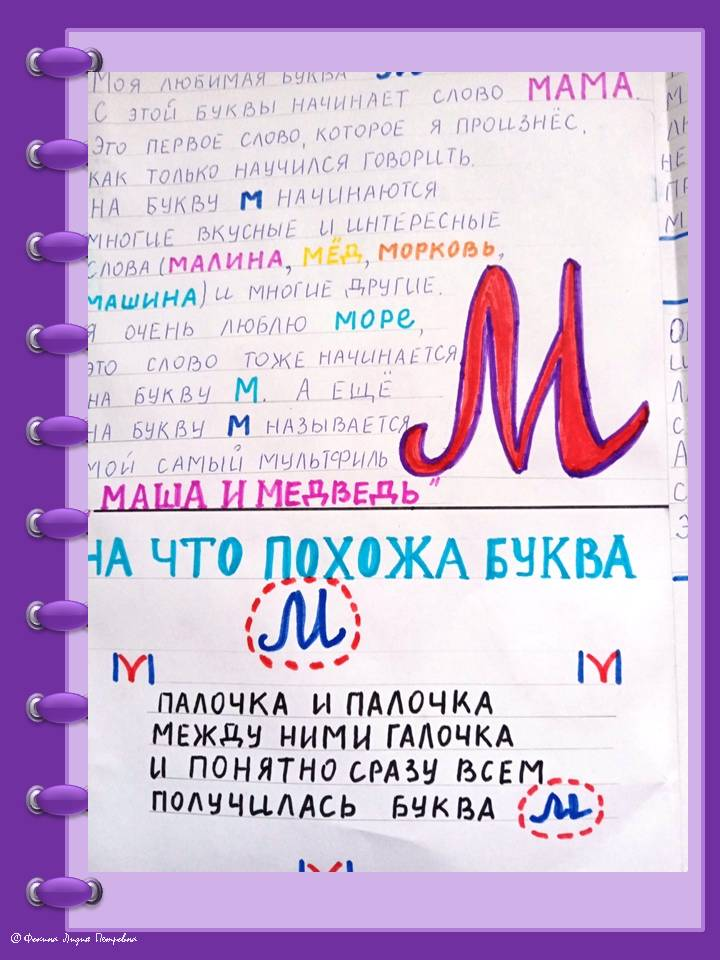 Моя любимая буква М
С этой буквы начинает слово МАМА.
Это первое слово, которое я произнёс,
как только научился говорить.
На букву М начинаются
многие вкусные и интересные
слова (МАЛИНА, МЁД, МОРКОВЬ,
МАШИНА) и многие другие.
Я очень люблю МОРЕ,
это слово тоже начинается
на букву М. А ещё
на букву М называется
мой самый мультфиль
МАША И МЕДВЕДЬ"
М
НА ЧТО ПОХОЖА БУКВА
М
М М
ПАЛОЧКА И ПАЛОЧКА
МЕЖДУ НИМИ ГАЛОЧКА
И ПОНЯТНО СРАЗУ ВСЕМ
ПОЛУЧИЛАСЬ БУКВА М
М
@ Фокина Лидия Петровна